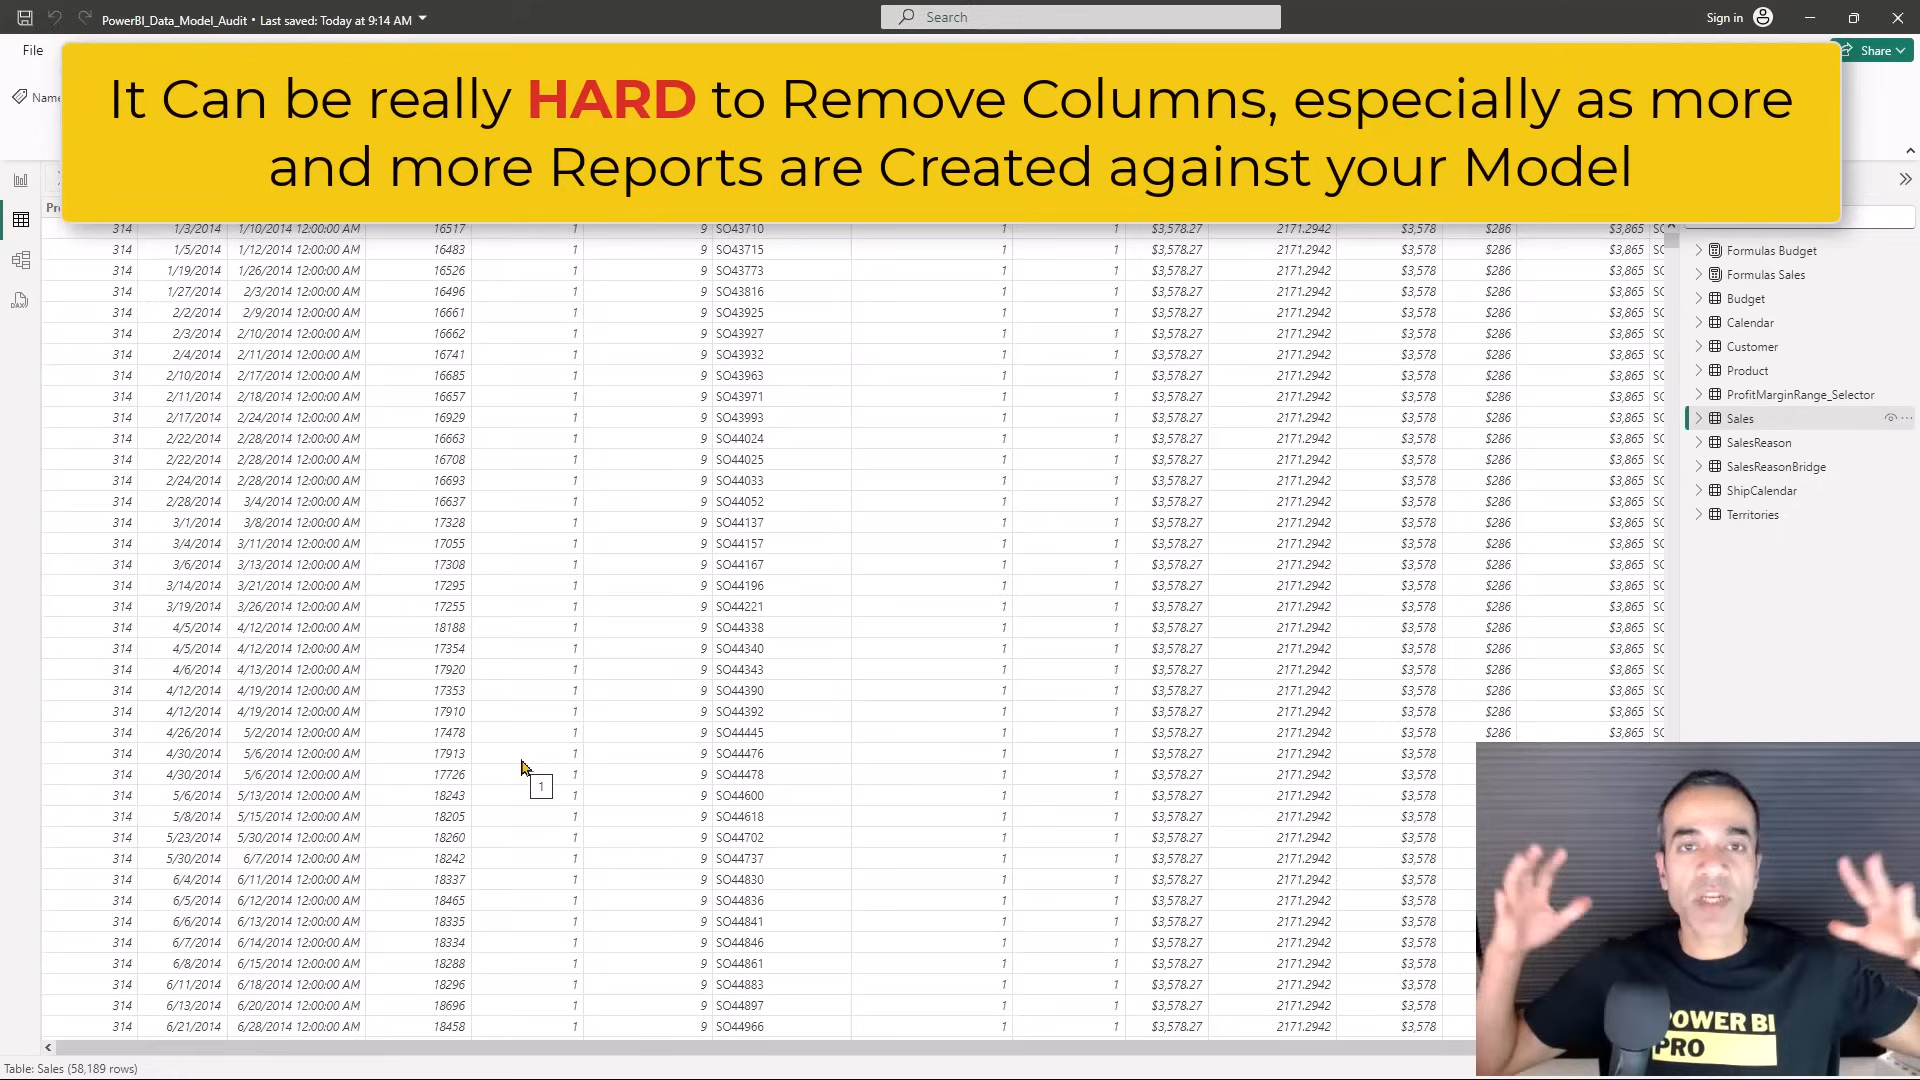 PowerBI_Data_Model_Audit • Last saved: Today at 9:14 AM
Search
Sign in
File
Share
Name
It Can be really HARD to Remove Columns, especially as more
and more Reports are Created against your Model
314 1/3/2014 1/10/2014 12:00:00 AM 16517 1 9 SO43710 1 1 $3,578.27 2171.2942 $3,578 $286 $3,865
314 1/5/2014 1/12/2014 12:00:00 AM 16483 1 9 SO43715 1 1 $3,578.27 2171.2942 $3,578 $286 $3,865 SO
314 1/19/2014 1/26/2014 12:00:00 AM 16526 1 9 SO43773 1 1 $3,578.27 2171.2942 $3,578 $286 $3,865 SO
314 1/27/2014 2/3/2014 12:00:00 AM 16496 1 9 SO43816 1 1 $3,578.27 2171.2942 $3,578 $286 $3,865 SO
314 2/2/2014 2/9/2014 12:00:00 AM 16661 1 9 SO43925 1 1 $3,578.27 2171.2942 $3,578 $286 $3,865 SO
314 2/3/2014 2/10/2014 12:00:00 AM 16662 1 9 SO43927 1 1 $3,578.27 2171.2942 $3,578 $286 $3,865 SO
314 2/4/2014 2/11/2014 12:00:00 AM 16741 1 9 SO43932 1 1 $3,578.27 2171.2942 $3,578 $286 $3,865 SO
314 2/10/2014 2/17/2014 12:00:00 AM 16685 1 9 SO43963 1 1 $3,578.27 2171.2942 $3,578 $286 $3,865 SO
314 2/11/2014 2/18/2014 12:00:00 AM 16657 1 9 SO43971 1 1 $3,578.27 2171.2942 $3,578 $286 $3,865 SO
314 2/17/2014 2/24/2014 12:00:00 AM 16929 1 9 SO43993 1 1 $3,578.27 2171.2942 $3,578 $286 $3,865 SO
314 2/22/2014 2/28/2014 12:00:00 AM 16663 1 9 SO44024 1 1 $3,578.27 2171.2942 $3,578 $286 $3,865 SO
314 2/22/2014 2/28/2014 12:00:00 AM 16708 1 9 SO44025 1 1 $3,578.27 2171.2942 $3,578 $286 $3,865 SO
314 2/24/2014 2/28/2014 12:00:00 AM 16693 1 9 SO44033 1 1 $3,578.27 2171.2942 $3,578 $286 $3,865 SO
314 2/28/2014 3/4/2014 12:00:00 AM 16637 1 9 SO44052 1 1 $3,578.27 2171.2942 $3,578 $286 $3,865 SO
314 3/1/2014 3/8/2014 12:00:00 AM 17328 1 9 SO44137 1 1 $3,578.27 2171.2942 $3,578 $286 $3,865 SO
314 3/4/2014 3/11/2014 12:00:00 AM 17055 1 9 SO44157 1 1 $3,578.27 2171.2942 $3,578 $286 $3,865 SO
314 3/6/2014 3/13/2014 12:00:00 AM 17308 1 9 SO44167 1 1 $3,578.27 2171.2942 $3,578 $286 $3,865 SO
314 3/14/2014 3/21/2014 12:00:00 AM 17295 1 9 SO44196 1 1 $3,578.27 2171.2942 $3,578 $286 $3,865 SO
314 3/19/2014 3/26/2014 12:00:00 AM 17255 1 9 SO44221 1 1 $3,578.27 2171.2942 $3,578 $286 $3,865 SO
314 4/5/2014 4/12/2014 12:00:00 AM 18188 1 9 SO44338 1 1 $3,578.27 2171.2942 $3,578 $286 $3,865 SO
314 4/5/2014 4/12/2014 12:00:00 AM 17354 1 9 SO44340 1 1 $3,578.27 2171.2942 $3,578 $286 $3,865 SO
314 4/6/2014 4/13/2014 12:00:00 AM 17920 1 9 SO44343 1 1 $3,578.27 2171.2942 $3,578 $286 $3,865 SO
314 4/12/2014 4/19/2014 12:00:00 AM 17353 1 9 SO44390 1 1 $3,578.27 2171.2942 $3,578 $286 $3,865 SO
314 4/12/2014 4/19/2014 12:00:00 AM 17910 1 9 SO44392 1 1 $3,578.27 2171.2942 $3,578 $286 $3,865 SO
314 4/26/2014 5/2/2014 12:00:00 AM 17478 1 9 SO44445 1 1 $3,578.27 2171.2942 $3,578 $286 $3,865 SO
314 4/30/2014 5/6/2014 12:00:00 AM 17913 1 9 SO44476 1 1 $3,578.27 2171.2942 $3,578
314 4/30/2014 5/6/2014 12:00:00 AM 17726 1 9 SO44478 1 1 $3,578.27 2171.2942 $3,578
1
314 5/6/2014 5/13/2014 12:00:00 AM 18243 1 9 SO44600 1 1 $3,578.27 2171.2942 $3,578
314 5/8/2014 5/15/2014 12:00:00 AM 18205 1 9 SO44618 1 1 $3,578.27 2171.2942 $3,578
314 5/23/2014 5/30/2014 12:00:00 AM 18260 1 9 SO44702 1 1 $3,578.27 2171.2942 $3,578
314 5/30/2014 6/7/2014 12:00:00 AM 18242 1 9 SO44737 1 1 $3,578.27 2171.2942 $3,578
314 6/4/2014 6/11/2014 12:00:00 AM 18337 1 9 SO44830 1 1 $3,578.27 2171.2942 $3,578
314 6/5/2014 6/12/2014 12:00:00 AM 18465 1 9 SO44836 1 1 $3,578.27 2171.2942 $3,578
314 6/6/2014 6/13/2014 12:00:00 AM 18335 1 9 SO44841 1 1 $3,578.27 2171.2942 $3,578
314 6/7/2014 6/14/2014 12:00:00 AM 18334 1 9 SO44846 1 1 $3,578.27 2171.2942 $3,578
314 6/8/2014 6/15/2014 12:00:00 AM 18288 1 9 SO44861 1 1 $3,578.27 2171.2942 $3,578
314 6/11/2014 6/18/2014 12:00:00 AM 18296 1 9 SO44883 1 1 $3,578.27 2171.2942 $3,578
314 6/13/2014 6/20/2014 12:00:00 AM 18696 1 9 SO44897 1 1 $3,578.27 2171.2942 $3,578
314 6/21/2014 6/28/2014 12:00:00 AM 18458 1 9 SO44966 1 1 $3,578.27 2171.2942 $3,578
Formulas Budget
Formulas Sales
Budget
Calendar
Customer
Product
ProfitMarginRange_Selector
Sales
SalesReason
SalesReasonBridge
ShipCalendar
Territories
POWER BI
PRO
Table: Sales (58,189 rows)